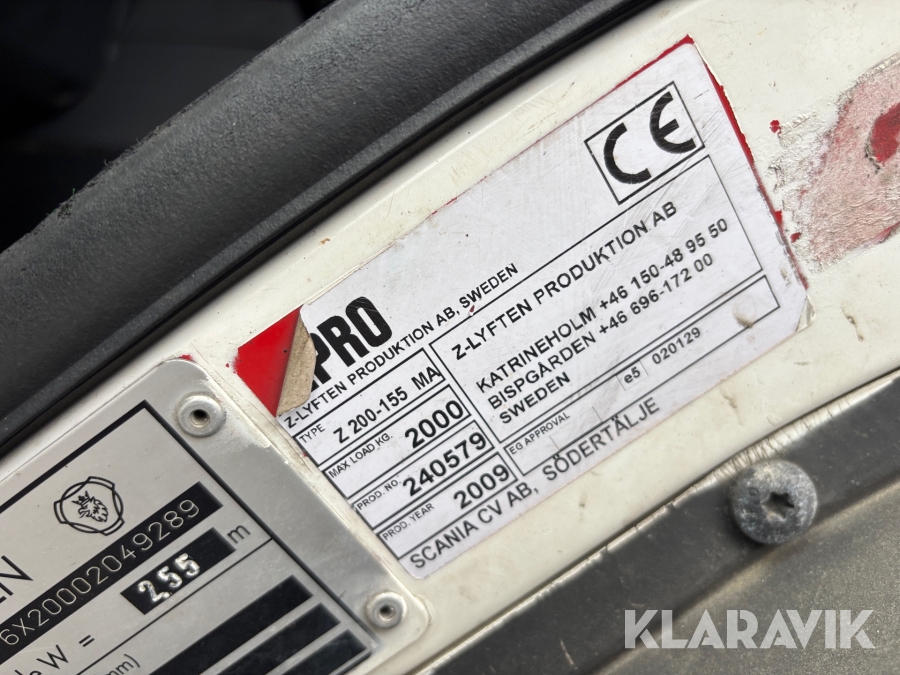 PRO
Z-LYFTEN PRODUKTION AB, SWEDEN
TYPE
Z 200-155 MA
MAX LOAD KG.
2000
PROD. NO.
240579
PROD. YEAR
2009
CE
Z-LYFTEN PRODUKTION AB
KATRINEHOLM +46 150-48 95 50
BISPGÅRDEN +46 696-172 00
SWEDEN
EG APPROVAL
e5
020129
SCANIA CV AB, SÖDERTÄLJE
6X20002049289
W = 2.55 m
mm)
KLARAVIK